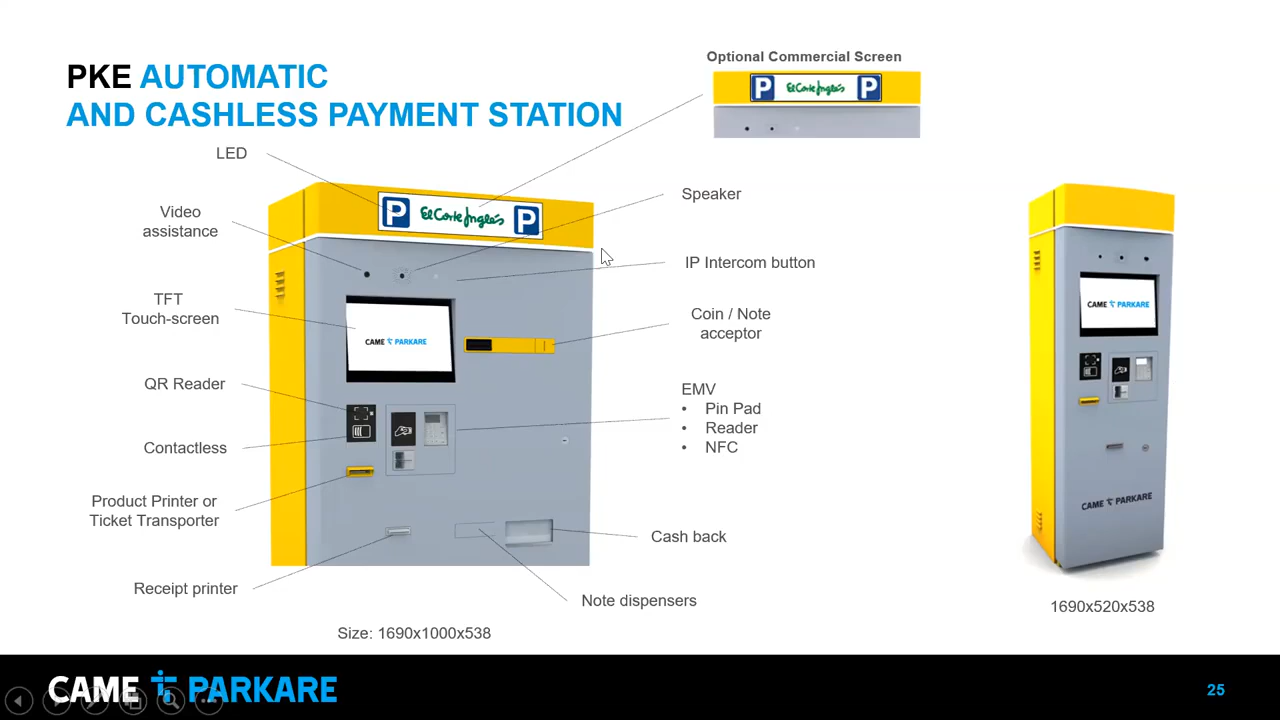 Optional Commercial Screen
P El Corte Inglés P
PKE AUTOMATIC
AND CASHLESS PAYMENT STATION
LED
P El Corte Inglés P
Video
assistance
TFT
Touch-screen
CAME PARKARE
QR Reader
Contactless
Product Printer or
Ticket Transporter
Receipt printer
Speaker
IP Intercom button
Coin / Note
acceptor
EMV
• Pin Pad
• Reader
• NFC
Cash back
Note dispensers
Size: 1690x1000x538
CAME PARKARE
CAME PARKARE
1690x520x538
CAME PARKARE
25